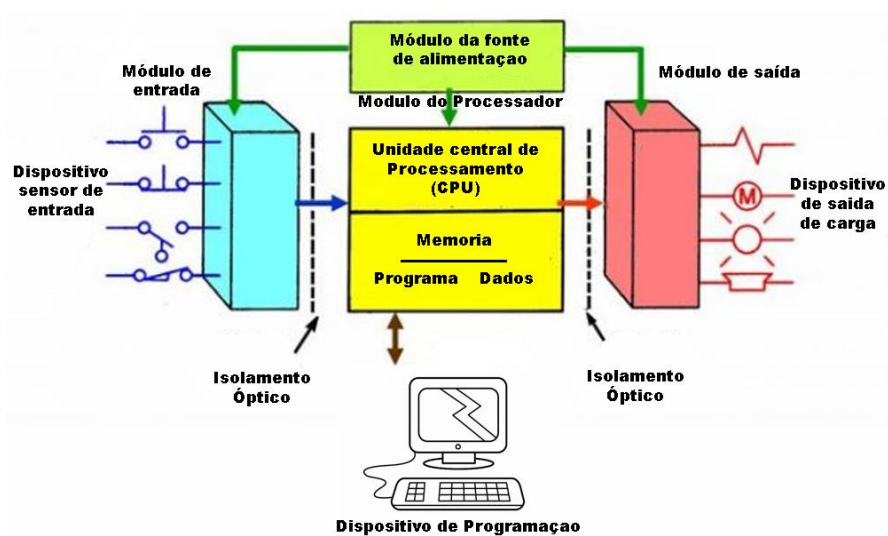 Módulo da fonte
de alimentaçao
Módulo de
entrada
Módulo de saída
Modulo do Processador
Unidade central de
Processamento
(CPU)
Dispositivo
sensor de
entrada
M
Dispositivo
de saida
de carga
Memoria
Programa Dados
Isolamento
Óptico
Isolamento
Óptico
Dispositivo de Programaçao